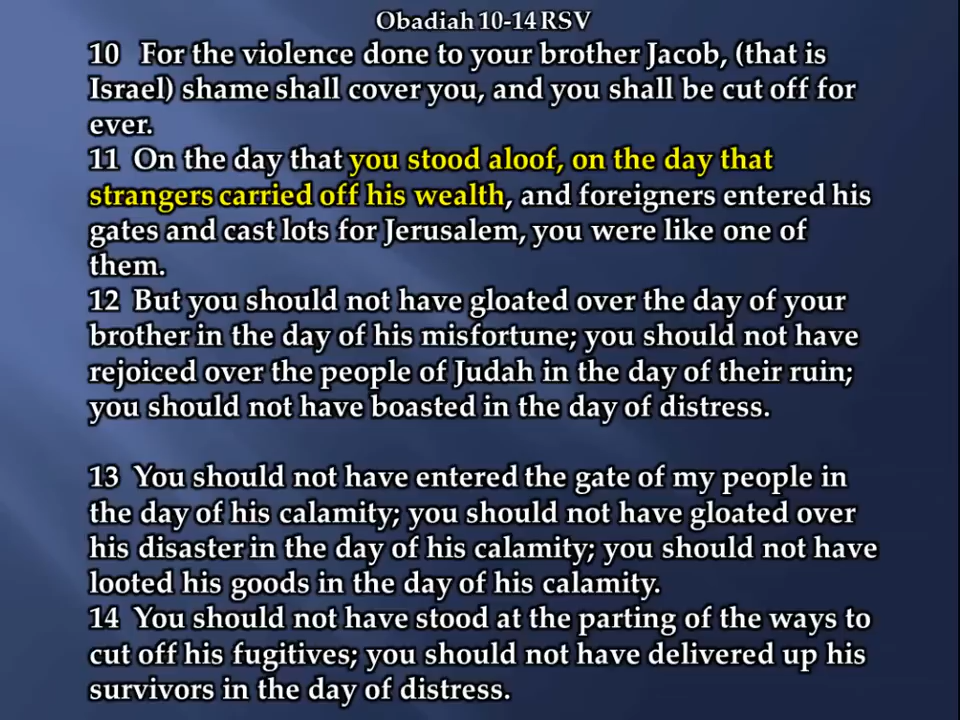 Obadiah 10-14 RSV
10 For the violence done to your brother Jacob, (that is
Israel) shame shall cover you, and you shall be cut off for
ever.
11 On the day that you stood aloof, on the day that
strangers carried off his wealth, and foreigners entered his
gates and cast lots for Jerusalem, you were like one of
them.
12 But you should not have gloated over the day of your
brother in the day of his misfortune; you should not have
rejoiced over the people of Judah in the day of their ruin;
you should not have boasted in the day of distress.
13 You should not have entered the gate of my people in
the day of his calamity; you should not have gloated over
his disaster in the day of his calamity; you should not have
looted his goods in the day of his calamity.
14 You should not have stood at the parting of the ways to
cut off his fugitives; you should not have delivered up his
survivors in the day of distress.